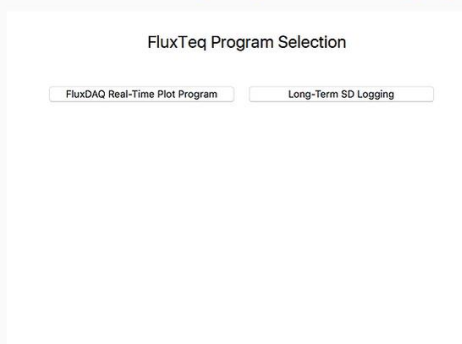 FluxTeq Program Selection
FluxDAQ Real-Time Plot Program
Long-Term SD Logging